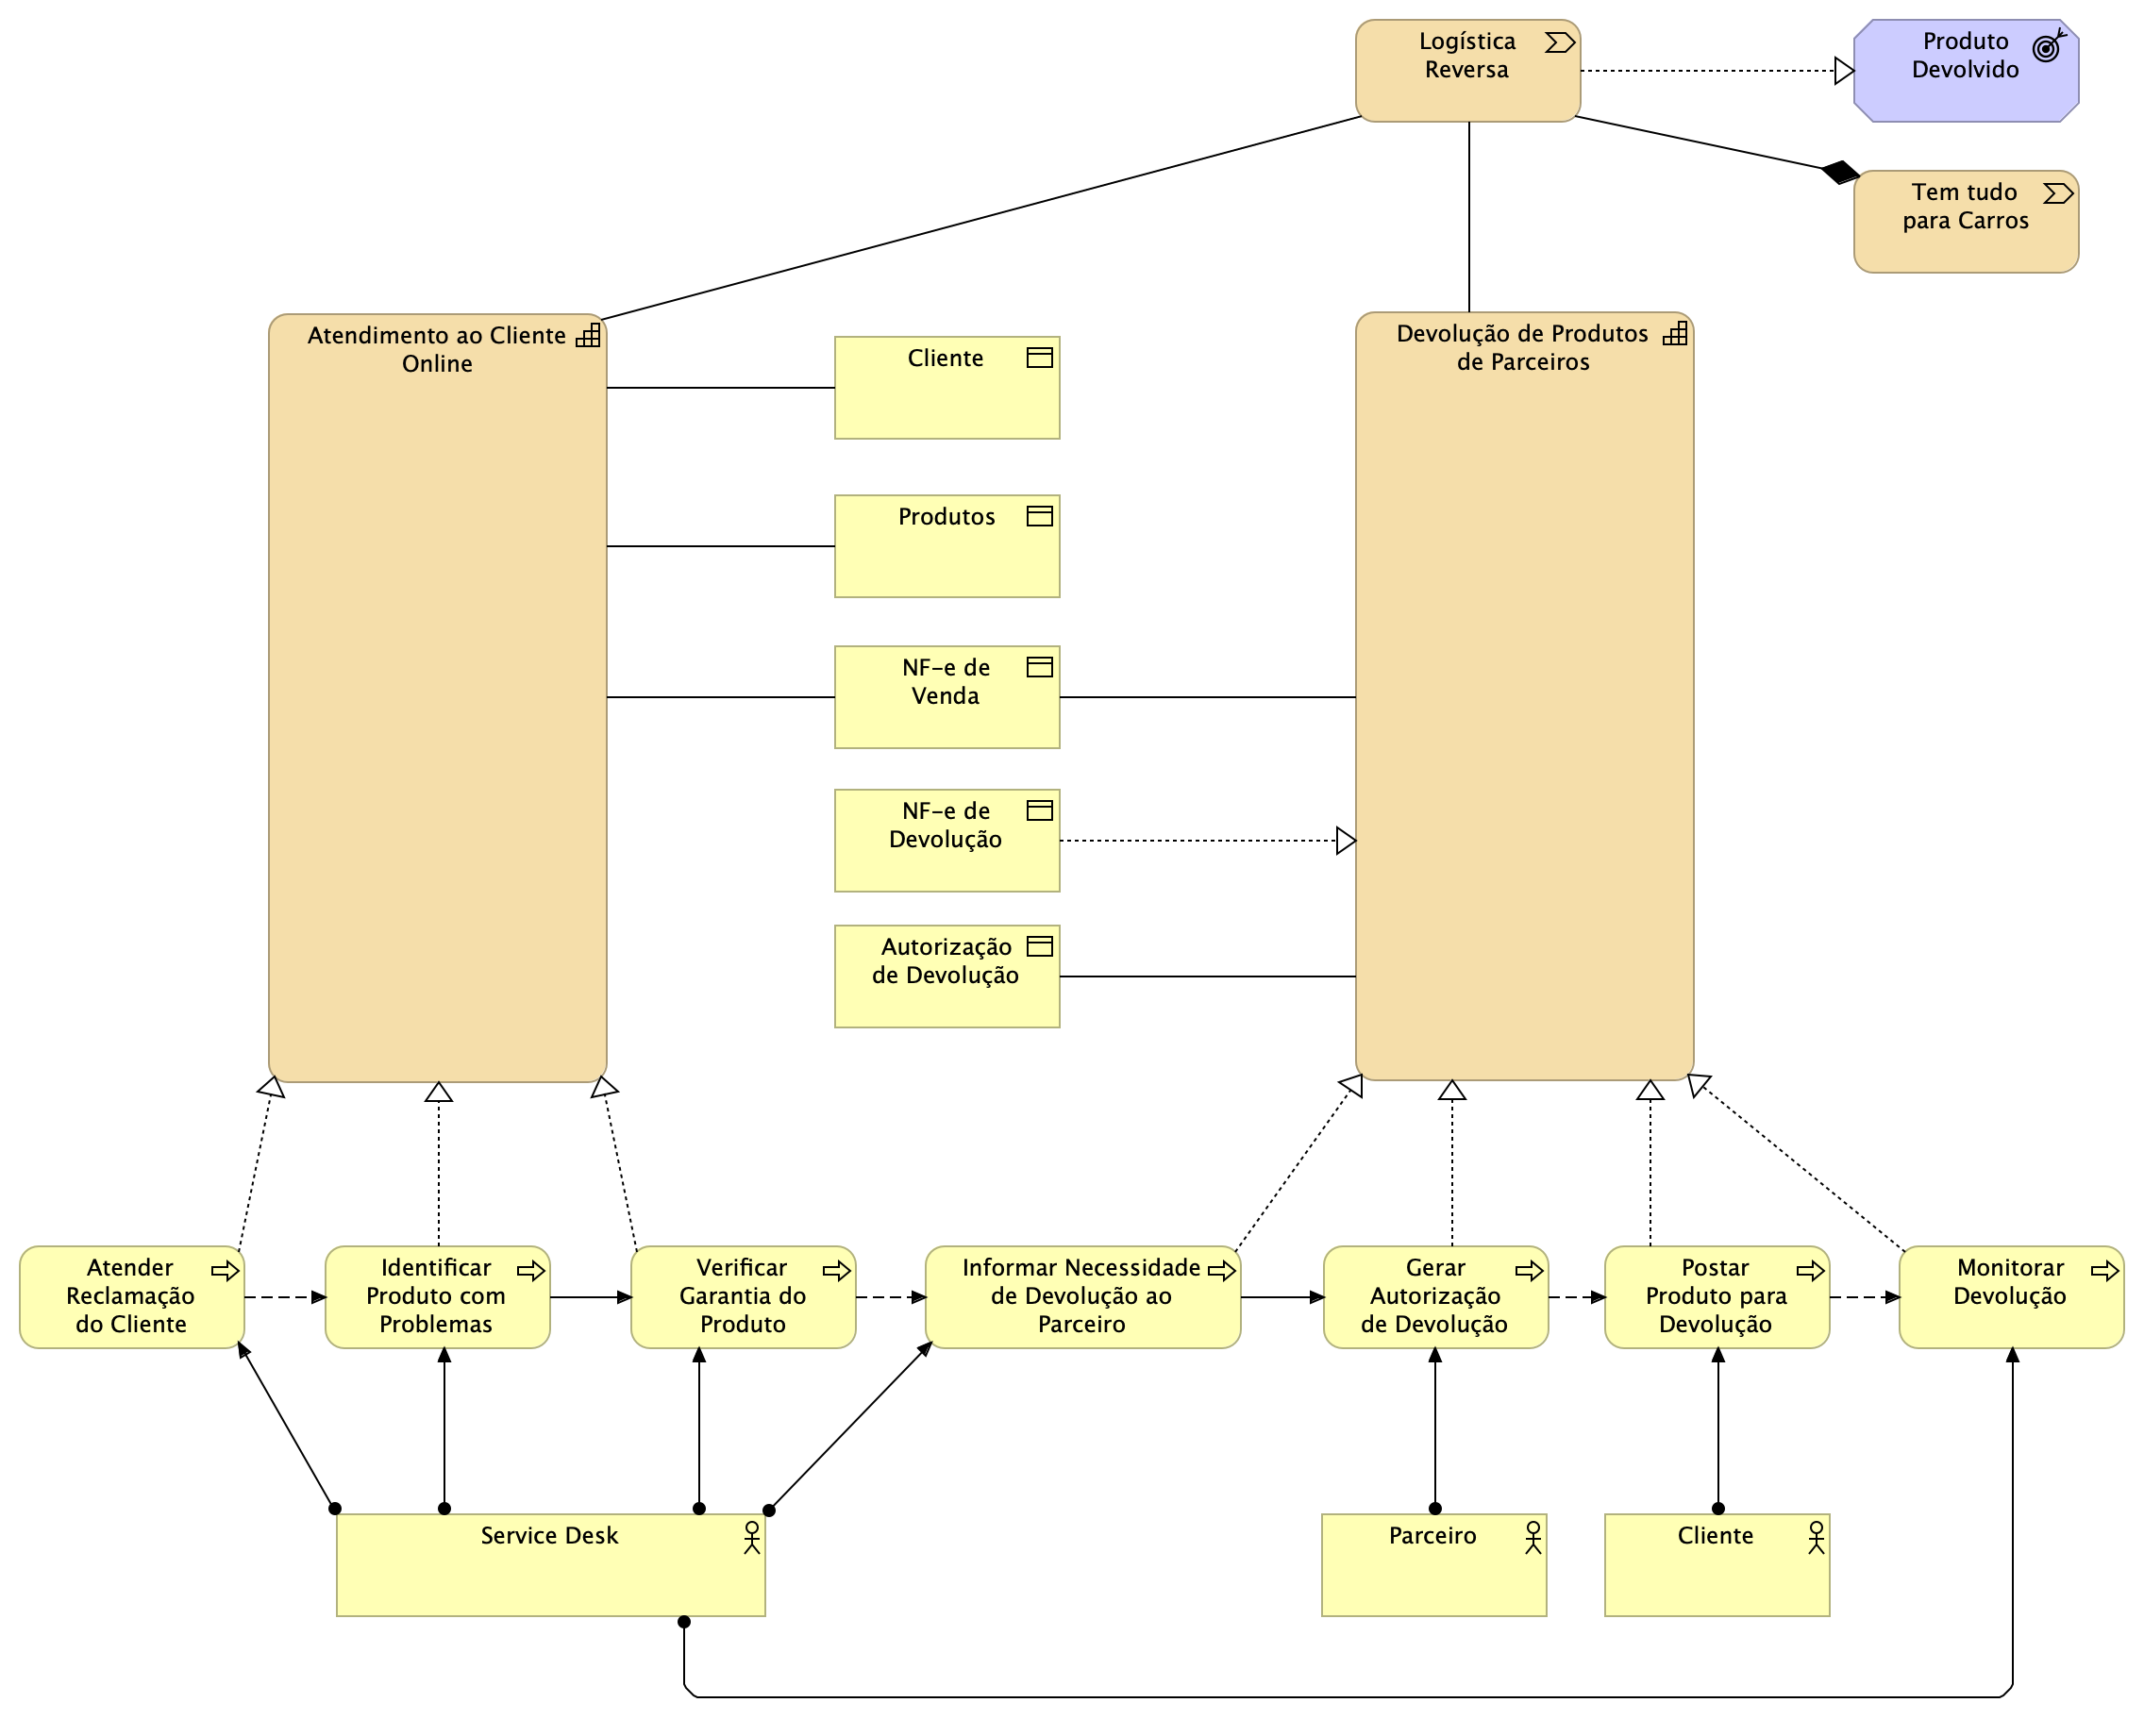 Logística
Reversa
Produto
Devolvido
Tem tudo
para Carros
Atendimento ao Cliente
Online
Cliente
Devolução de Produtos
de Parceiros
Produtos
NF-e de
Venda
NF-e de
Devolução
Autorização
de Devolução
Atender
Reclamação
do Cliente
Identificar
Produto com
Problemas
Verificar
Garantia do
Produto
Informar Necessidade
de Devolução ao
Parceiro
Gerar
Autorização
de Devolução
Postar
Produto para
Devolução
Monitorar
Devolução
Service Desk
Parceiro
Cliente